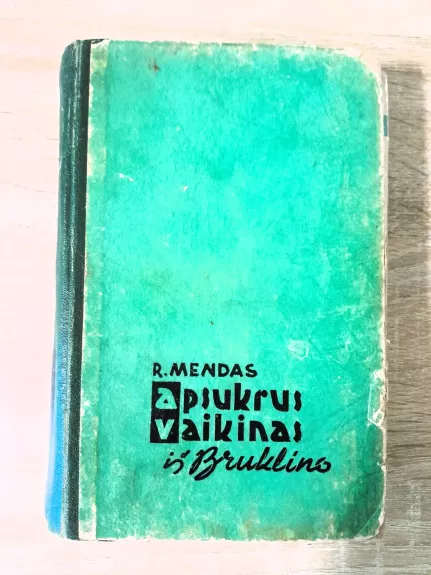 R. MENDAS
apsukrus
vaikinas
iš Bruklino